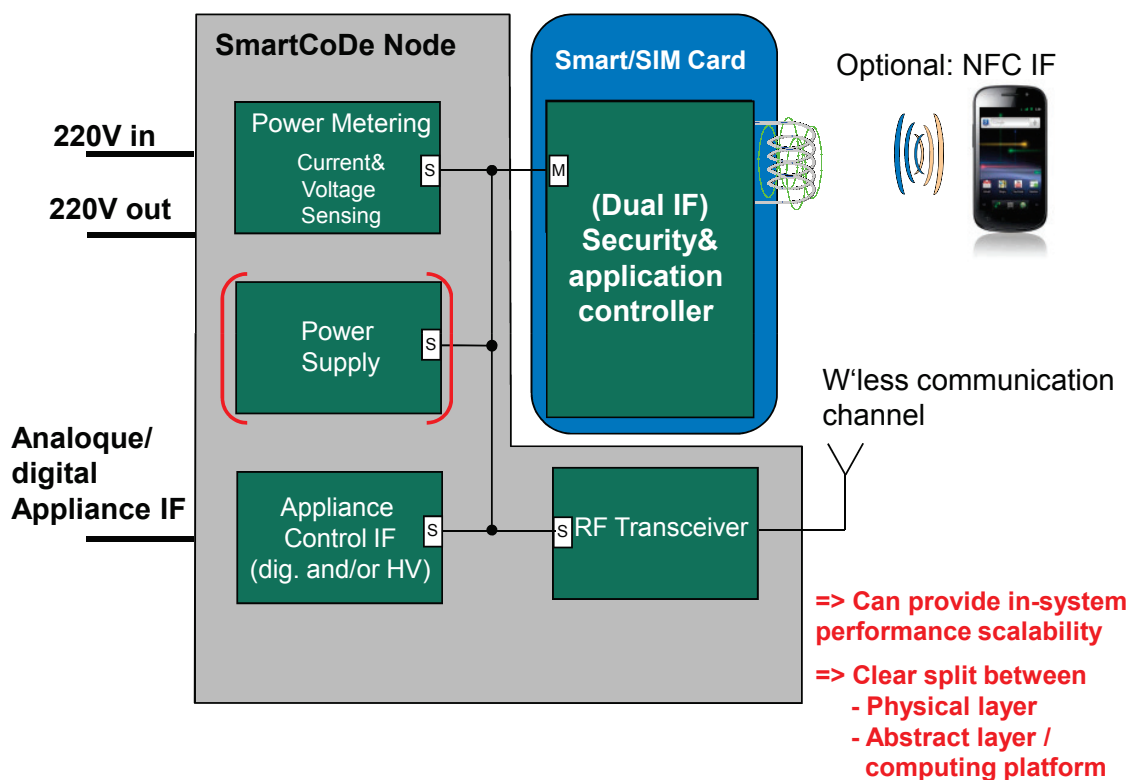 SmartCoDe Node
Smart/SIM Card
Optional: NFC IF
220V in
220V out
Power Metering
Current&
Voltage
Sensing
S
M
(Dual IF)
Security&
application
controller
Power
Supply
S
W'less communication
channel
Analoque/
digital
Appliance IF
Appliance
Control IF
(dig. and/or HV)
S
S
RF Transceiver
=> Can provide in-system
performance scalability
=> Clear split between
- Physical layer
- Abstract layer /
computing platform